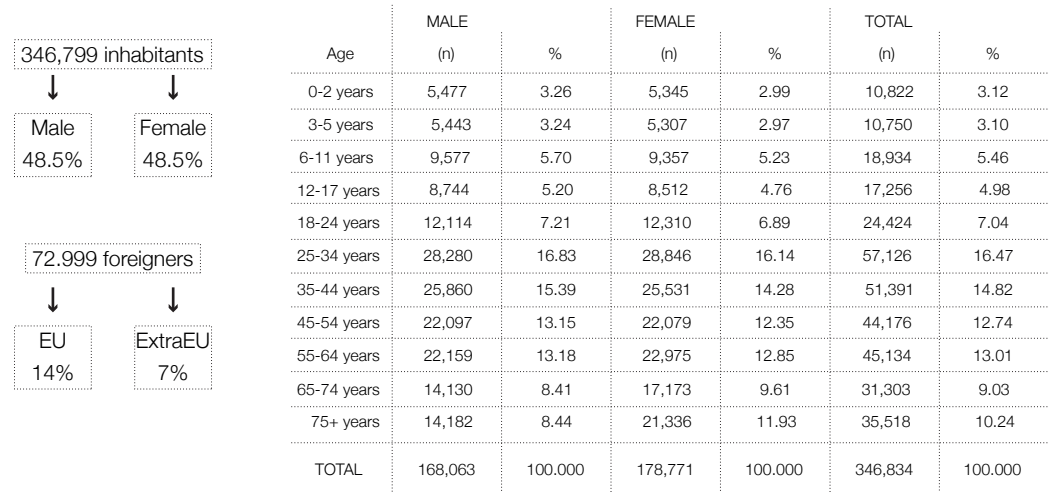 346,799 inhabitants
Male Female
48.5% 48.5%
72.999 foreigners
EU ExtraEU
14% 7%
MALE FEMALE TOTAL
Age (n) % (n) % (n) %
0-2 years 5,477 3.26 5,345 2.99 10,822 3.12
3-5 years 5,443 3.24 5,307 2.97 10,750 3.10
6-11 years 9,577 5.70 9,357 5.23 18,934 5.46
12-17 years 8,744 5.20 8,512 4.76 17,256 4.98
18-24 years 12,114 7.21 12,310 6.89 24,424 7.04
25-34 years 28,280 16.83 28,846 16.14 57,126 16.47
35-44 years 25,860 15.39 25,531 14.28 51,391 14.82
45-54 years 22,097 13.15 22,079 12.35 44,176 12.74
55-64 years 22,159 13.18 22,975 12.85 45,134 13.01
65-74 years 14,130 8.41 17,173 9.61 31,303 9.03
75+ years 14,182 8.44 21,336 11.93 35,518 10.24
TOTAL 168,063 100.000 178,771 100.000 346,834 100.000